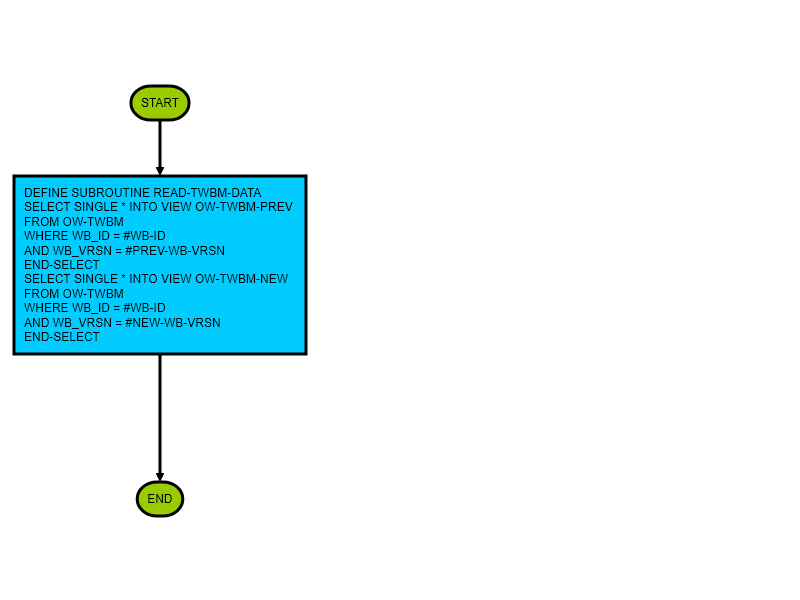 START
DEFINE SUBROUTINE READ-TWBM-DATA
SELECT SINGLE * INTO VIEW OW-TWBM-PREV
FROM OW-TWBM
WHERE WB_ID = #WB-ID
AND WB_VRSN = #PREV-WB-VRSN
END-SELECT
SELECT SINGLE * INTO VIEW OW-TWBM-NEW
FROM OW-TWBM
WHERE WB_ID = #WB-ID
AND WB_VRSN = #NEW-WB-VRSN
END-SELECT
END